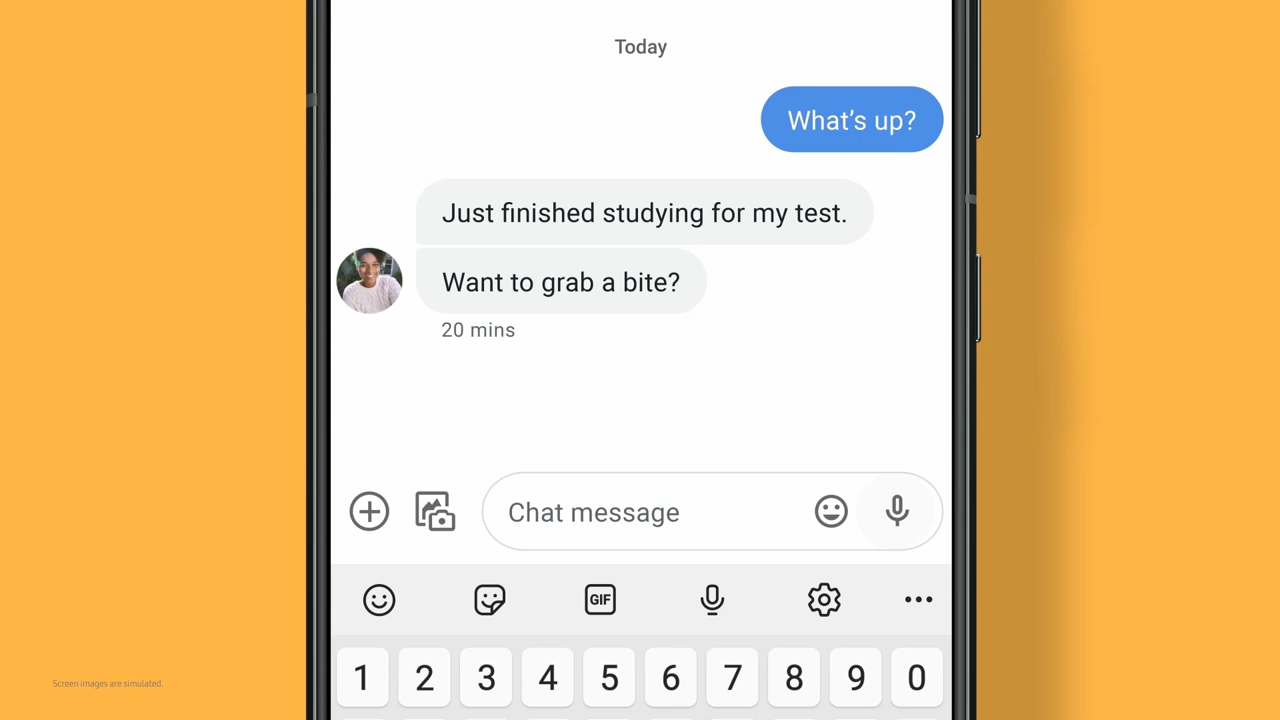 Today
What’s up?
Just finished studying for my test.
Want to grab a bite?
20 mins
Chat message
GIF
1 2 3 4 5 6 7 8 9 0
Screen images are simulated.